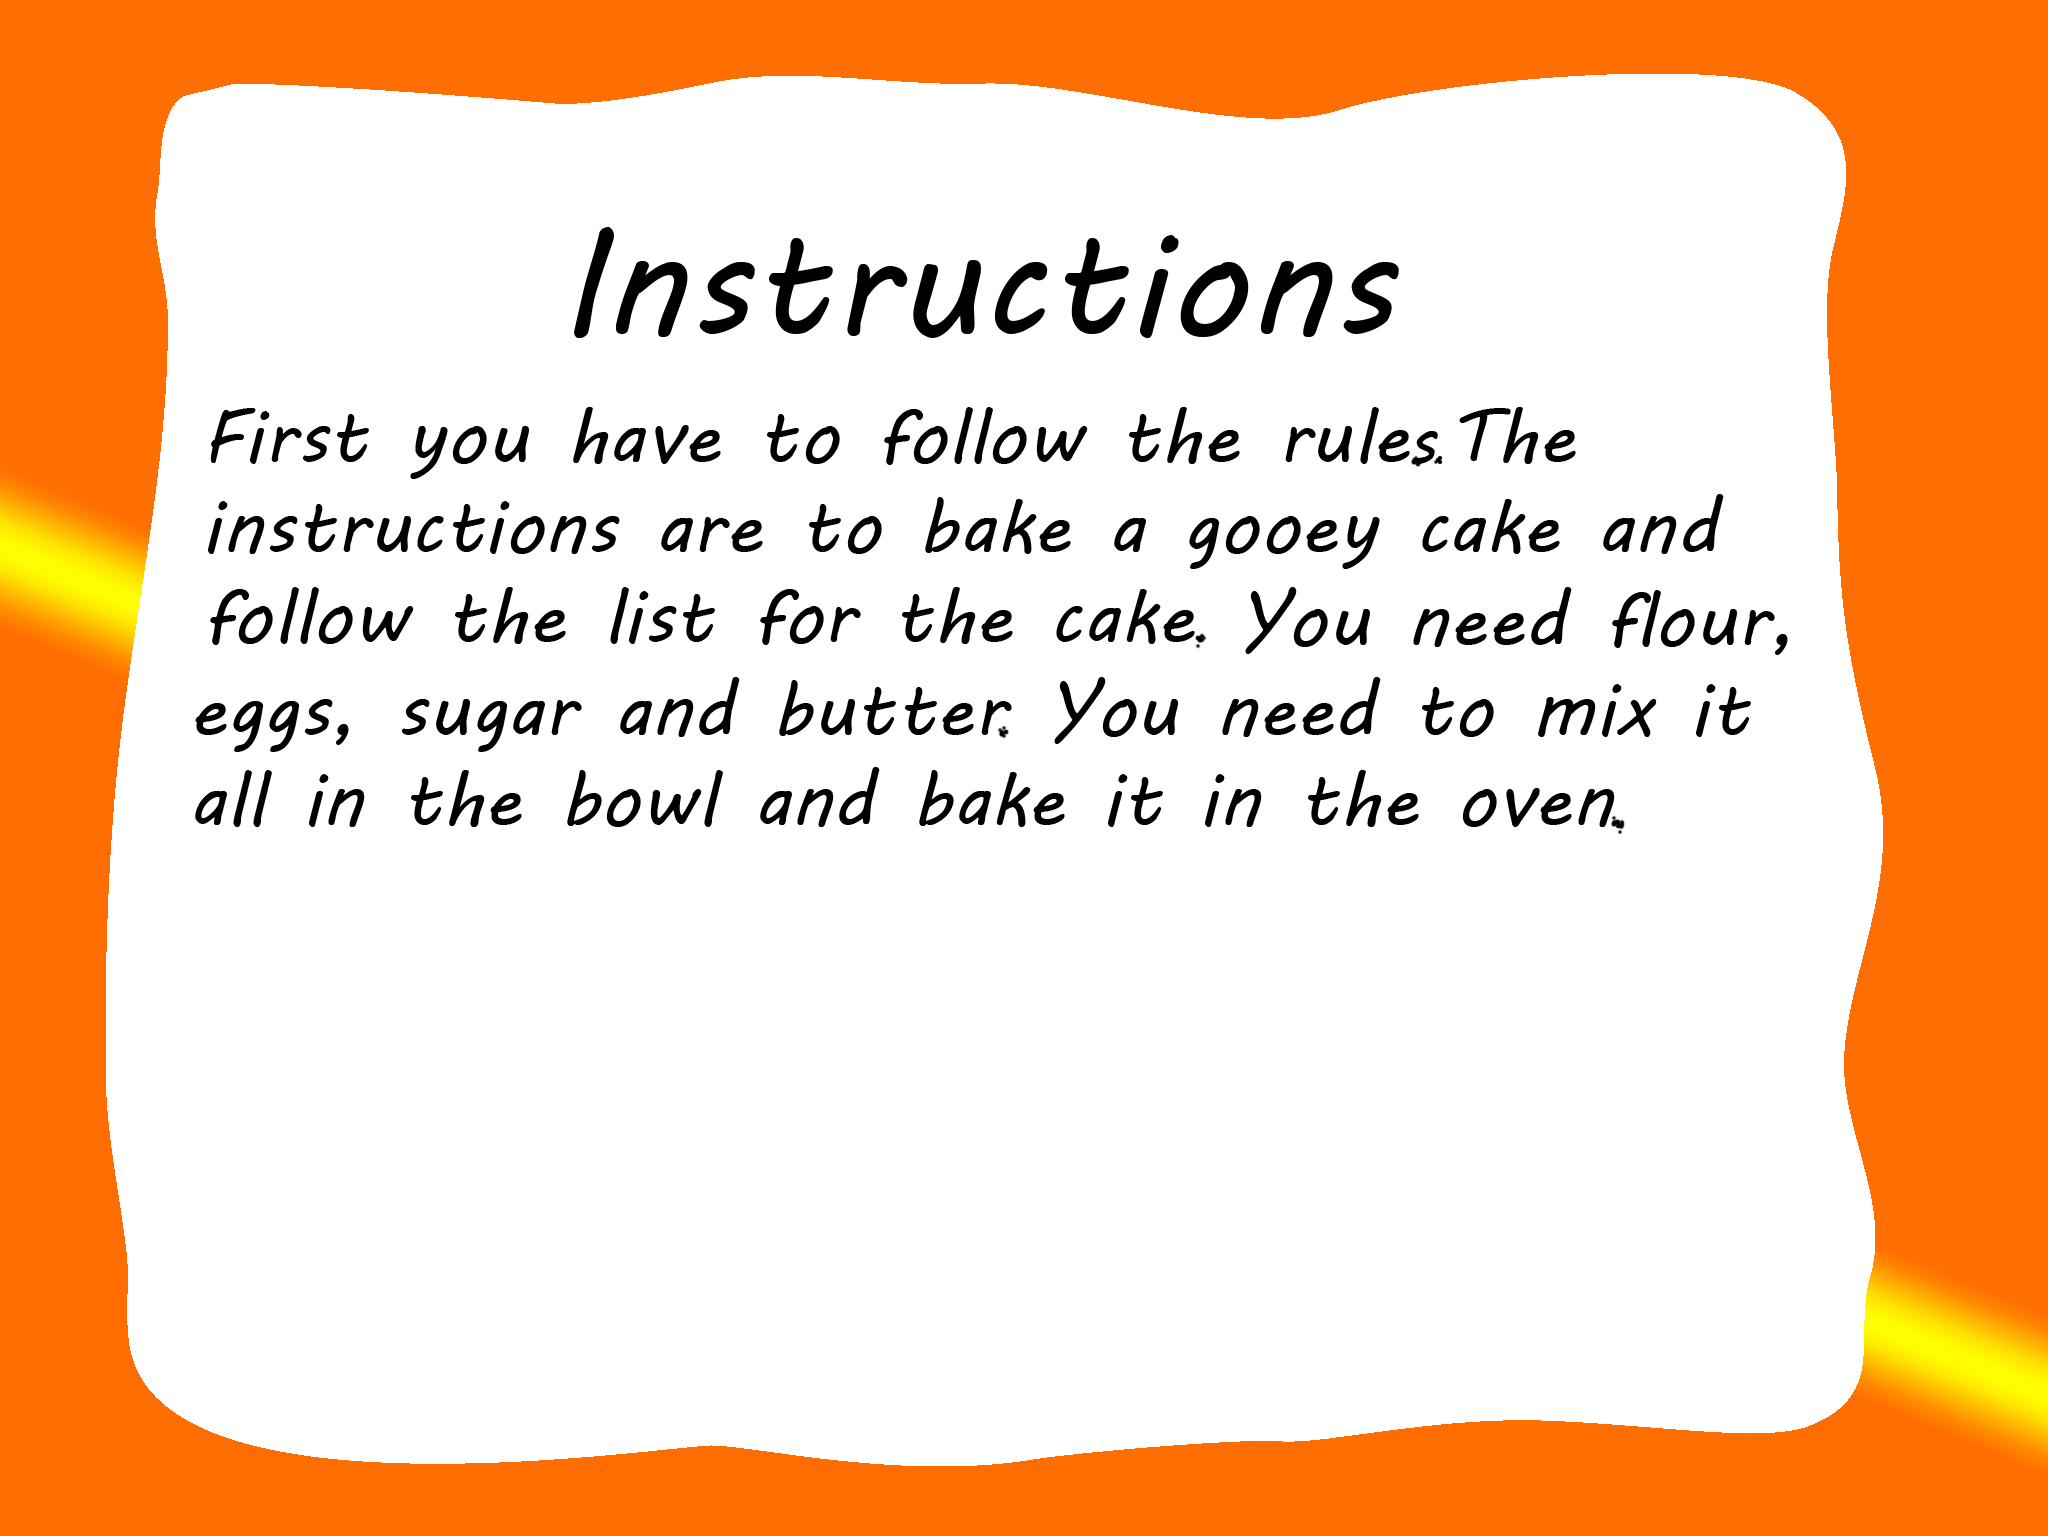 Instructions
First you have to follow the rules.The
instructions are to bake a gooey cake and
follow the list for the cake. You need flour,
eggs, sugar and butter. You need to mix it
all in the bowl and bake it in the oven.